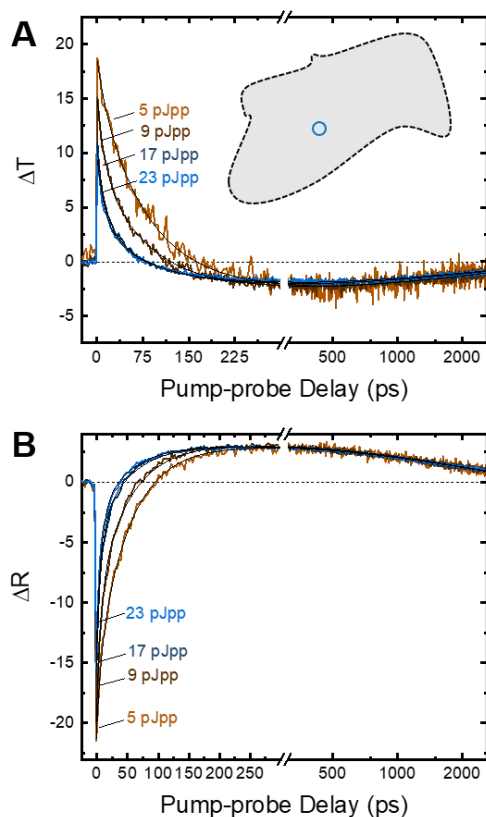 A
ΔT
20
15
10
5
0
-5
5 pJpp
9 pJpp
17 pJpp
23 pJpp
0 75 150 225 500 1000 2000
Pump-probe Delay (ps)
B
ΔR
0
-5
-10
-15
-20
23 pJpp
17 pJpp
9 pJpp
5 pJpp
0 50 100 150 200 250 500 1000 2000
Pump-probe Delay (ps)